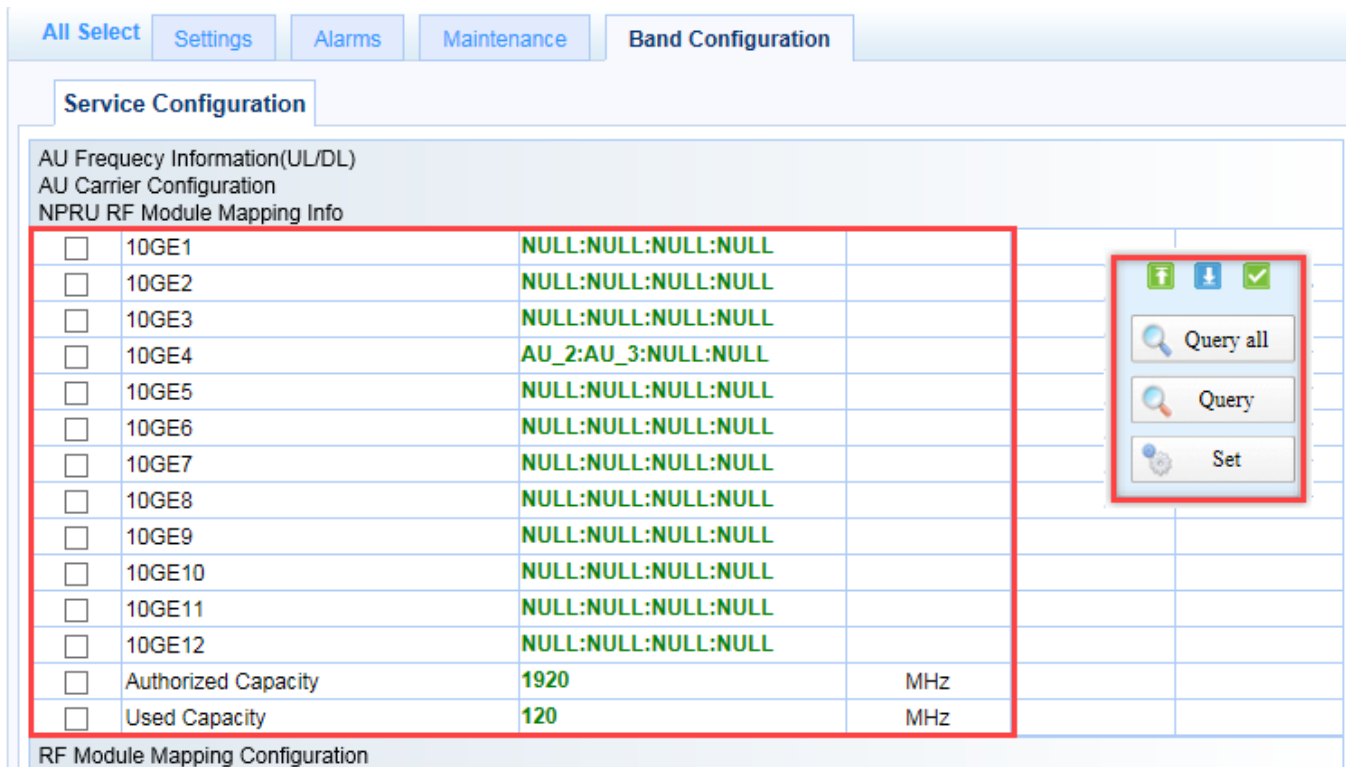 All Select Settings Alarms Maintenance Band Configuration
Service Configuration
AU Frequecy Information(UL/DL)
AU Carrier Configuration
NPRU RF Module Mapping Info
10GE1 NULL:NULL:NULL:NULL
10GE2 NULL:NULL:NULL:NULL
10GE3 NULL:NULL:NULL:NULL
10GE4 AU_2:AU_3:NULL:NULL
10GE5 NULL:NULL:NULL:NULL
10GE6 NULL:NULL:NULL:NULL
10GE7 NULL:NULL:NULL:NULL
10GE8 NULL:NULL:NULL:NULL
10GE9 NULL:NULL:NULL:NULL
10GE10 NULL:NULL:NULL:NULL
10GE11 NULL:NULL:NULL:NULL
10GE12 NULL:NULL:NULL:NULL
Authorized Capacity 1920 MHz
Used Capacity 120 MHz
RF Module Mapping Configuration
Query all
Query
Set